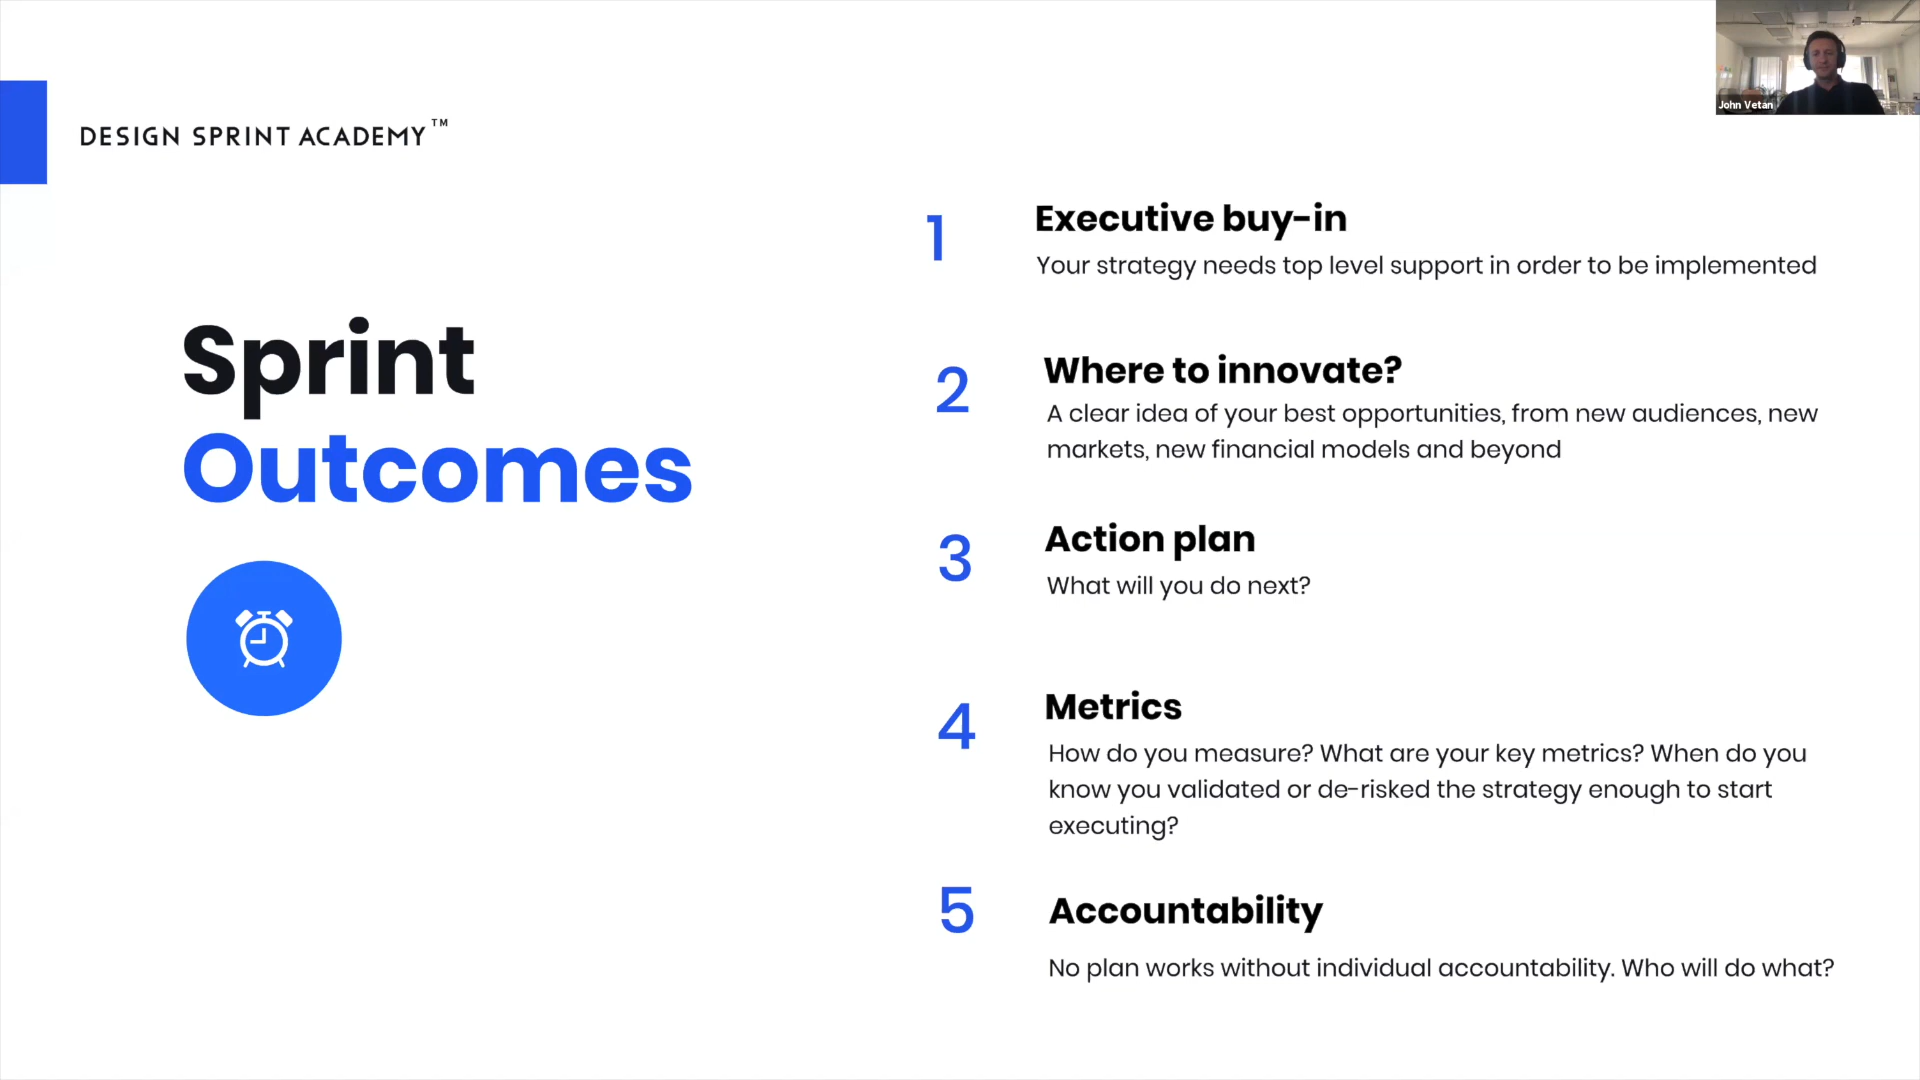 DESIGN SPRINT ACADEMY™
John Vetan
Sprint
Outcomes
1
Executive buy-in
Your strategy needs top level support in order to be implemented
2
Where to innovate?
A clear idea of your best opportunities, from new audiences, new
markets, new financial models and beyond
3
Action plan
What will you do next?
4
Metrics
How do you measure? What are your key metrics? When do you
know you validated or de-risked the strategy enough to start
executing?
5
Accountability
No plan works without individual accountability. Who will do what?